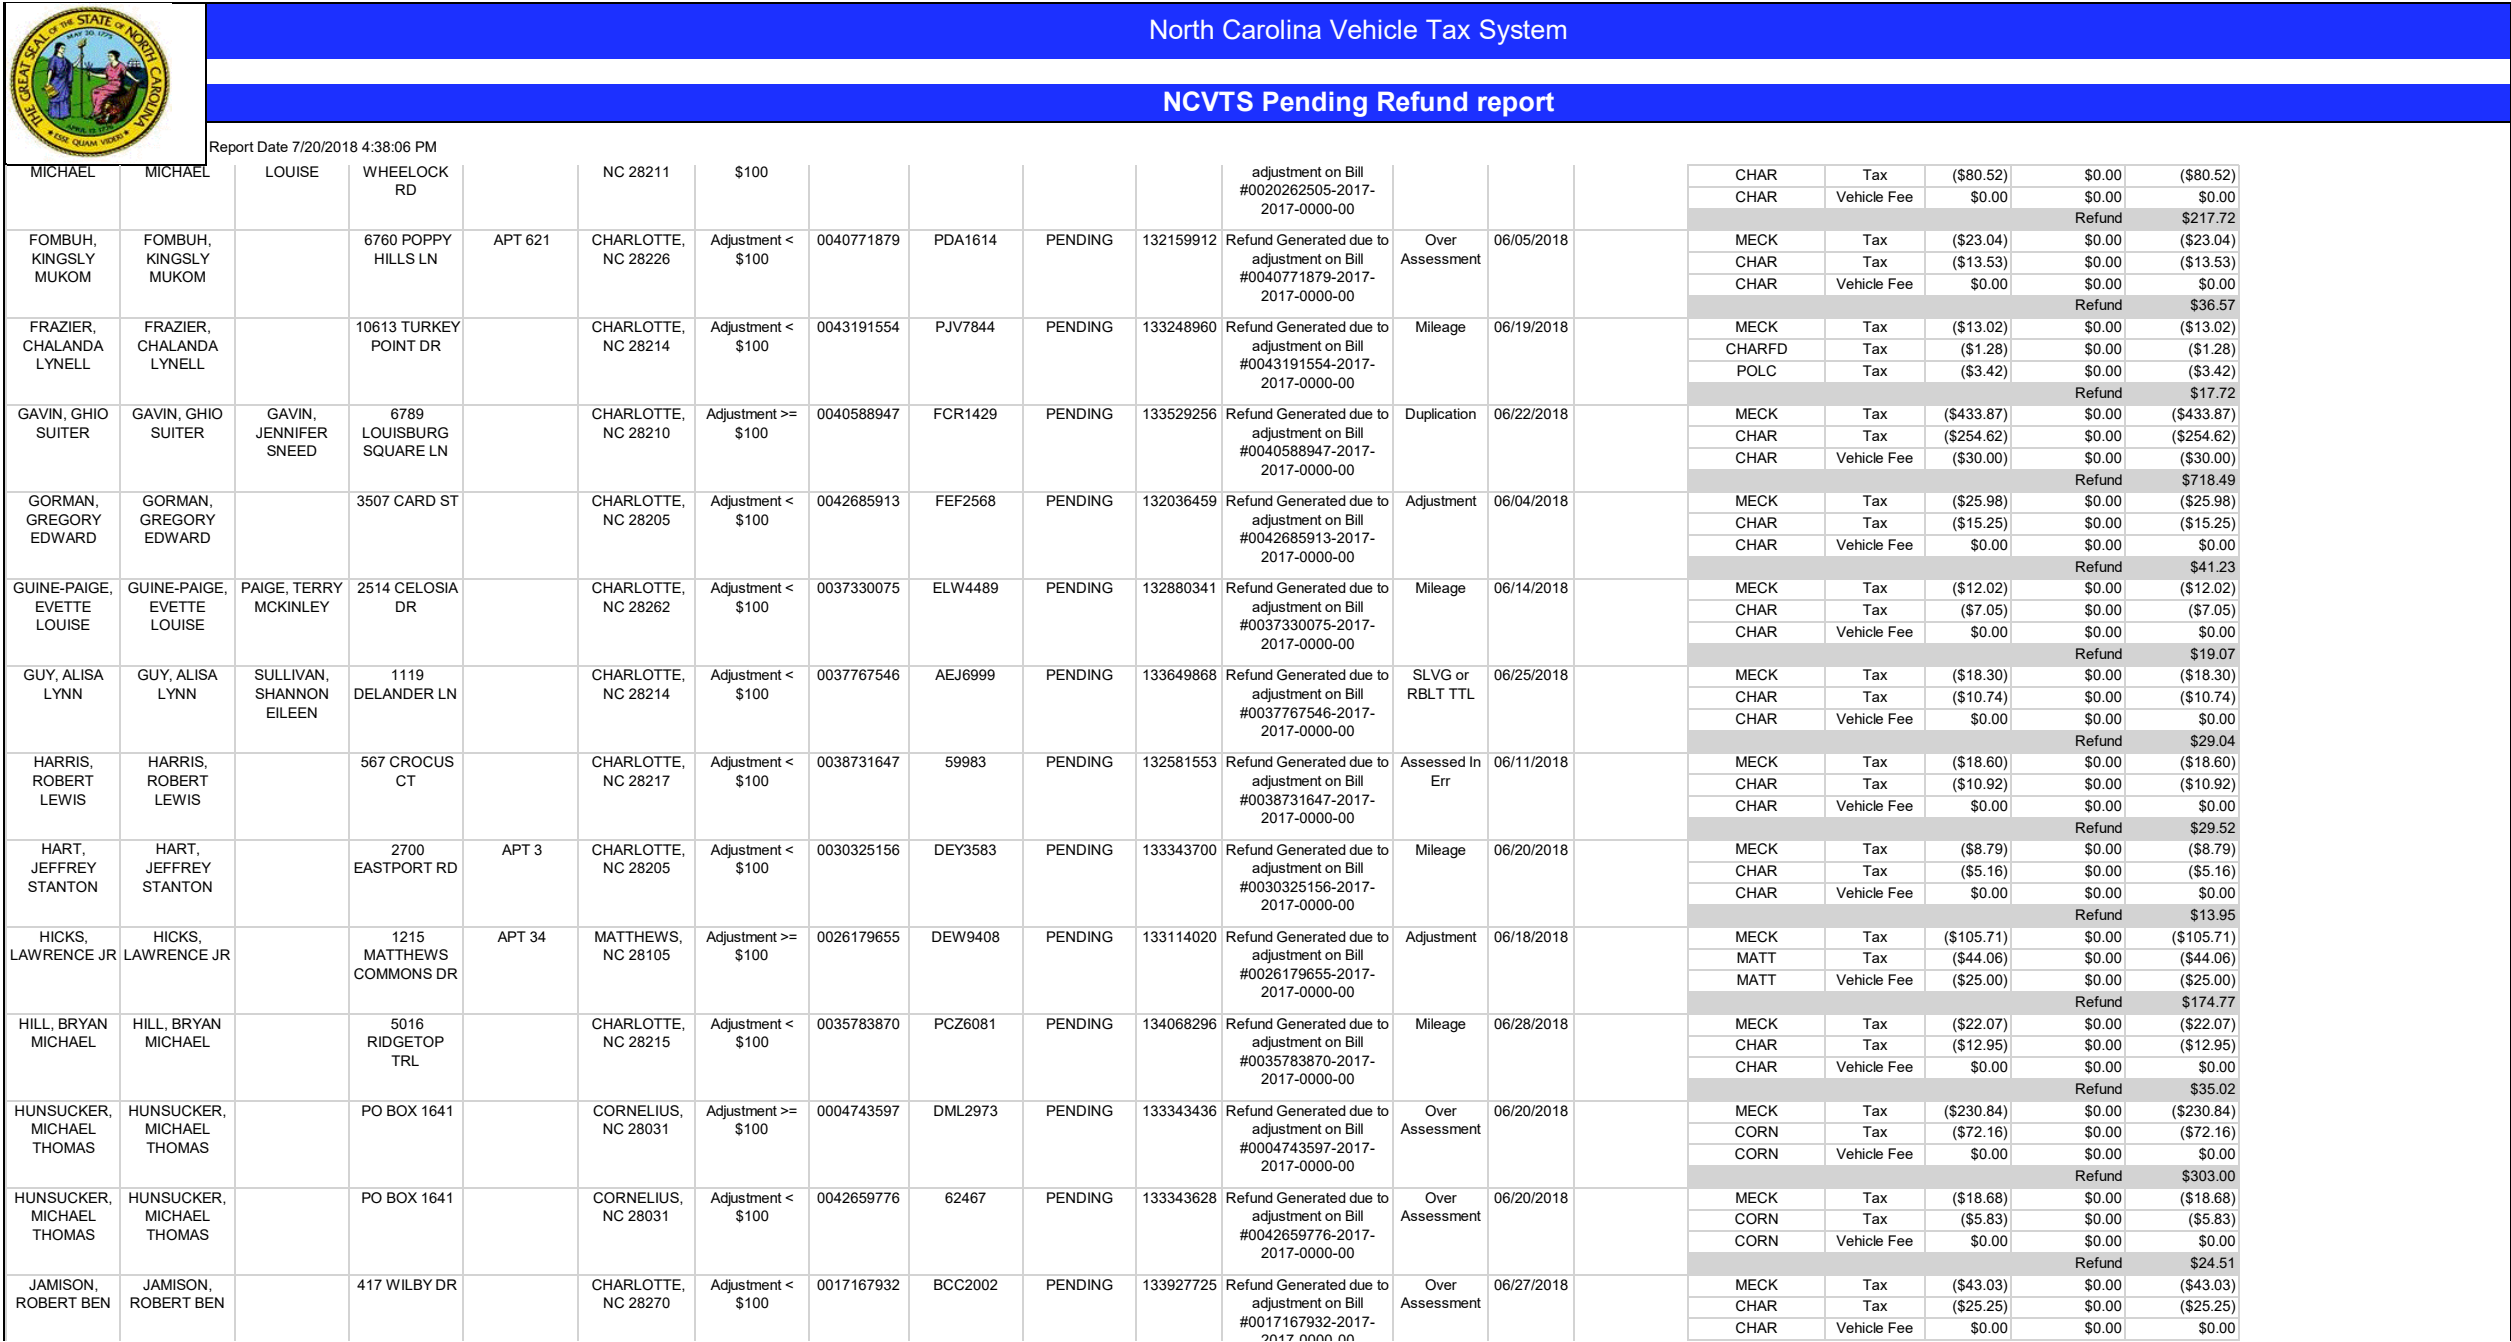 North Carolina Vehicle Tax System
NCVTS Pending Refund report
Report Date 7/20/2018 4:38:06 PM
MICHAEL MICHAEL LOUISE WHEELOCK NC 28211 $100 adjustment on Bill CHAR Tax ($80.52) $0.00 ($80.52)
RD #0020262505-2017- CHAR Vehicle Fee $0.00 $0.00 $0.00
2017-0000-00 Refund $217.72
FOMBUH, FOMBUH, 6760 POPPY APT 621 CHARLOTTE, Adjustment < 0040771879 PDA1614 PENDING 132159912 Refund Generated due to Over 06/05/2018 MECK Tax ($23.04) $0.00 ($23.04)
KINGSLY KINGSLY HILLS LN NC 28226 $100 adjustment on Bill Assessment CHAR Tax ($13.53) $0.00 ($13.53)
MUKOM MUKOM #0040771879-2017- CHAR Vehicle Fee $0.00 $0.00 $0.00
2017-0000-00 Refund $36.57
FRAZIER, FRAZIER, 10613 TURKEY CHARLOTTE, Adjustment < 0043191554 PJV7844 PENDING 133248960 Refund Generated due to Mileage 06/19/2018 MECK Tax ($13.02) $0.00 ($13.02)
CHALANDA CHALANDA POINT DR NC 28214 $100 adjustment on Bill CHARFD Tax ($1.28) $0.00 ($1.28)
LYNELL LYNELL #0043191554-2017- POLC Tax ($3.42) $0.00 ($3.42)
2017-0000-00 Refund $17.72
GAVIN, GHIO GAVIN, GHIO GAVIN, 6789 CHARLOTTE, Adjustment >= 0040588947 FCR1429 PENDING 133529256 Refund Generated due to Duplication 06/22/2018 MECK Tax ($433.87) $0.00 ($433.87)
SUITER SUITER JENNIFER LOUISBURG NC 28210 $100 adjustment on Bill CHAR Tax ($254.62) $0.00 ($254.62)
SNEED SQUARE LN #0040588947-2017- CHAR Vehicle Fee ($30.00) $0.00 ($30.00)
2017-0000-00 Refund $718.49
GORMAN, GORMAN, 3507 CARD ST CHARLOTTE, Adjustment < 0042685913 FEF2568 PENDING 132036459 Refund Generated due to Adjustment 06/04/2018 MECK Tax ($25.98) $0.00 ($25.98)
GREGORY GREGORY NC 28205 $100 adjustment on Bill CHAR Tax ($15.25) $0.00 ($15.25)
EDWARD EDWARD #0042685913-2017- CHAR Vehicle Fee $0.00 $0.00 $0.00
2017-0000-00 Refund $41.23
GUINE-PAIGE, GUINE-PAIGE, PAIGE, TERRY 2514 CELOSIA CHARLOTTE, Adjustment < 0037330075 ELW4489 PENDING 132880341 Refund Generated due to Mileage 06/14/2018 MECK Tax ($12.02) $0.00 ($12.02)
EVETTE EVETTE MCKINLEY DR NC 28262 $100 adjustment on Bill CHAR Tax ($7.05) $0.00 ($7.05)
LOUISE LOUISE #0037330075-2017- CHAR Vehicle Fee $0.00 $0.00 $0.00
2017-0000-00 Refund $19.07
GUY, ALISA GUY, ALISA SULLIVAN, 1119 CHARLOTTE, Adjustment < 0037767546 AEJ6999 PENDING 133649868 Refund Generated due to SLVG or 06/25/2018 MECK Tax ($18.30) $0.00 ($18.30)
LYNN LYNN SHANNON DELANDER LN NC 28214 $100 adjustment on Bill RBLT TTL CHAR Tax ($10.74) $0.00 ($10.74)
EILEEN #0037767546-2017- CHAR Vehicle Fee $0.00 $0.00 $0.00
2017-0000-00 Refund $29.04
HARRIS, HARRIS, 567 CROCUS CHARLOTTE, Adjustment < 0038731647 59983 PENDING 132581553 Refund Generated due to Assessed In 06/11/2018 MECK Tax ($18.60) $0.00 ($18.60)
ROBERT ROBERT CT NC 28217 $100 adjustment on Bill Err CHAR Tax ($10.92) $0.00 ($10.92)
LEWIS LEWIS #0038731647-2017- CHAR Vehicle Fee $0.00 $0.00 $0.00
2017-0000-00 Refund $29.52
HART, HART, 2700 APT 3 CHARLOTTE, Adjustment < 0030325156 DEY3583 PENDING 133343700 Refund Generated due to Mileage 06/20/2018 MECK Tax ($8.79) $0.00 ($8.79)
JEFFREY JEFFREY EASTPORT RD NC 28205 $100 adjustment on Bill CHAR Tax ($5.16) $0.00 ($5.16)
STANTON STANTON #0030325156-2017- CHAR Vehicle Fee $0.00 $0.00 $0.00
2017-0000-00 Refund $13.95
HICKS, HICKS, 1215 APT 34 MATTHEWS, Adjustment >= 0026179655 DEW9408 PENDING 133114020 Refund Generated due to Adjustment 06/18/2018 MECK Tax ($105.71) $0.00 ($105.71)
LAWRENCE JR LAWRENCE JR MATTHEWS NC 28105 $100 adjustment on Bill MATT Tax ($44.06) $0.00 ($44.06)
COMMONS DR #0026179655-2017- MATT Vehicle Fee ($25.00) $0.00 ($25.00)
2017-0000-00 Refund $174.77
HILL, BRYAN HILL, BRYAN 5016 CHARLOTTE, Adjustment < 0035783870 PCZ6081 PENDING 134068296 Refund Generated due to Mileage 06/28/2018 MECK Tax ($22.07) $0.00 ($22.07)
MICHAEL MICHAEL RIDGETOP NC 28215 $100 adjustment on Bill CHAR Tax ($12.95) $0.00 ($12.95)
TRL #0035783870-2017- CHAR Vehicle Fee $0.00 $0.00 $0.00
2017-0000-00 Refund $35.02
HUNSUCKER, HUNSUCKER, PO BOX 1641 CORNELIUS, Adjustment >= 0004743597 DML2973 PENDING 133343436 Refund Generated due to Over 06/20/2018 MECK Tax ($230.84) $0.00 ($230.84)
MICHAEL MICHAEL NC 28031 $100 adjustment on Bill Assessment CORN Tax ($72.16) $0.00 ($72.16)
THOMAS THOMAS #0004743597-2017- CORN Vehicle Fee $0.00 $0.00 $0.00
2017-0000-00 Refund $303.00
HUNSUCKER, HUNSUCKER, PO BOX 1641 CORNELIUS, Adjustment < 0042659776 62467 PENDING 133343628 Refund Generated due to Over 06/20/2018 MECK Tax ($18.68) $0.00 ($18.68)
MICHAEL MICHAEL NC 28031 $100 adjustment on Bill Assessment CORN Tax ($5.83) $0.00 ($5.83)
THOMAS THOMAS #0042659776-2017- CORN Vehicle Fee $0.00 $0.00 $0.00
2017-0000-00 Refund $24.51
JAMISON, JAMISON, 417 WILBY DR CHARLOTTE, Adjustment < 0017167932 BCC2002 PENDING 133927725 Refund Generated due to Over 06/27/2018 MECK Tax ($43.03) $0.00 ($43.03)
ROBERT BEN ROBERT BEN NC 28270 $100 adjustment on Bill Assessment CHAR Tax ($25.25) $0.00 ($25.25)
#0017167932-2017- CHAR Vehicle Fee $0.00 $0.00 $0.00
2017-0000-00
THE GREAT SEAL OF THE STATE OF NORTH CAROLINA
MAY 20, 1775
APRIL 12, 1776
ESSE QUAM VIDERI